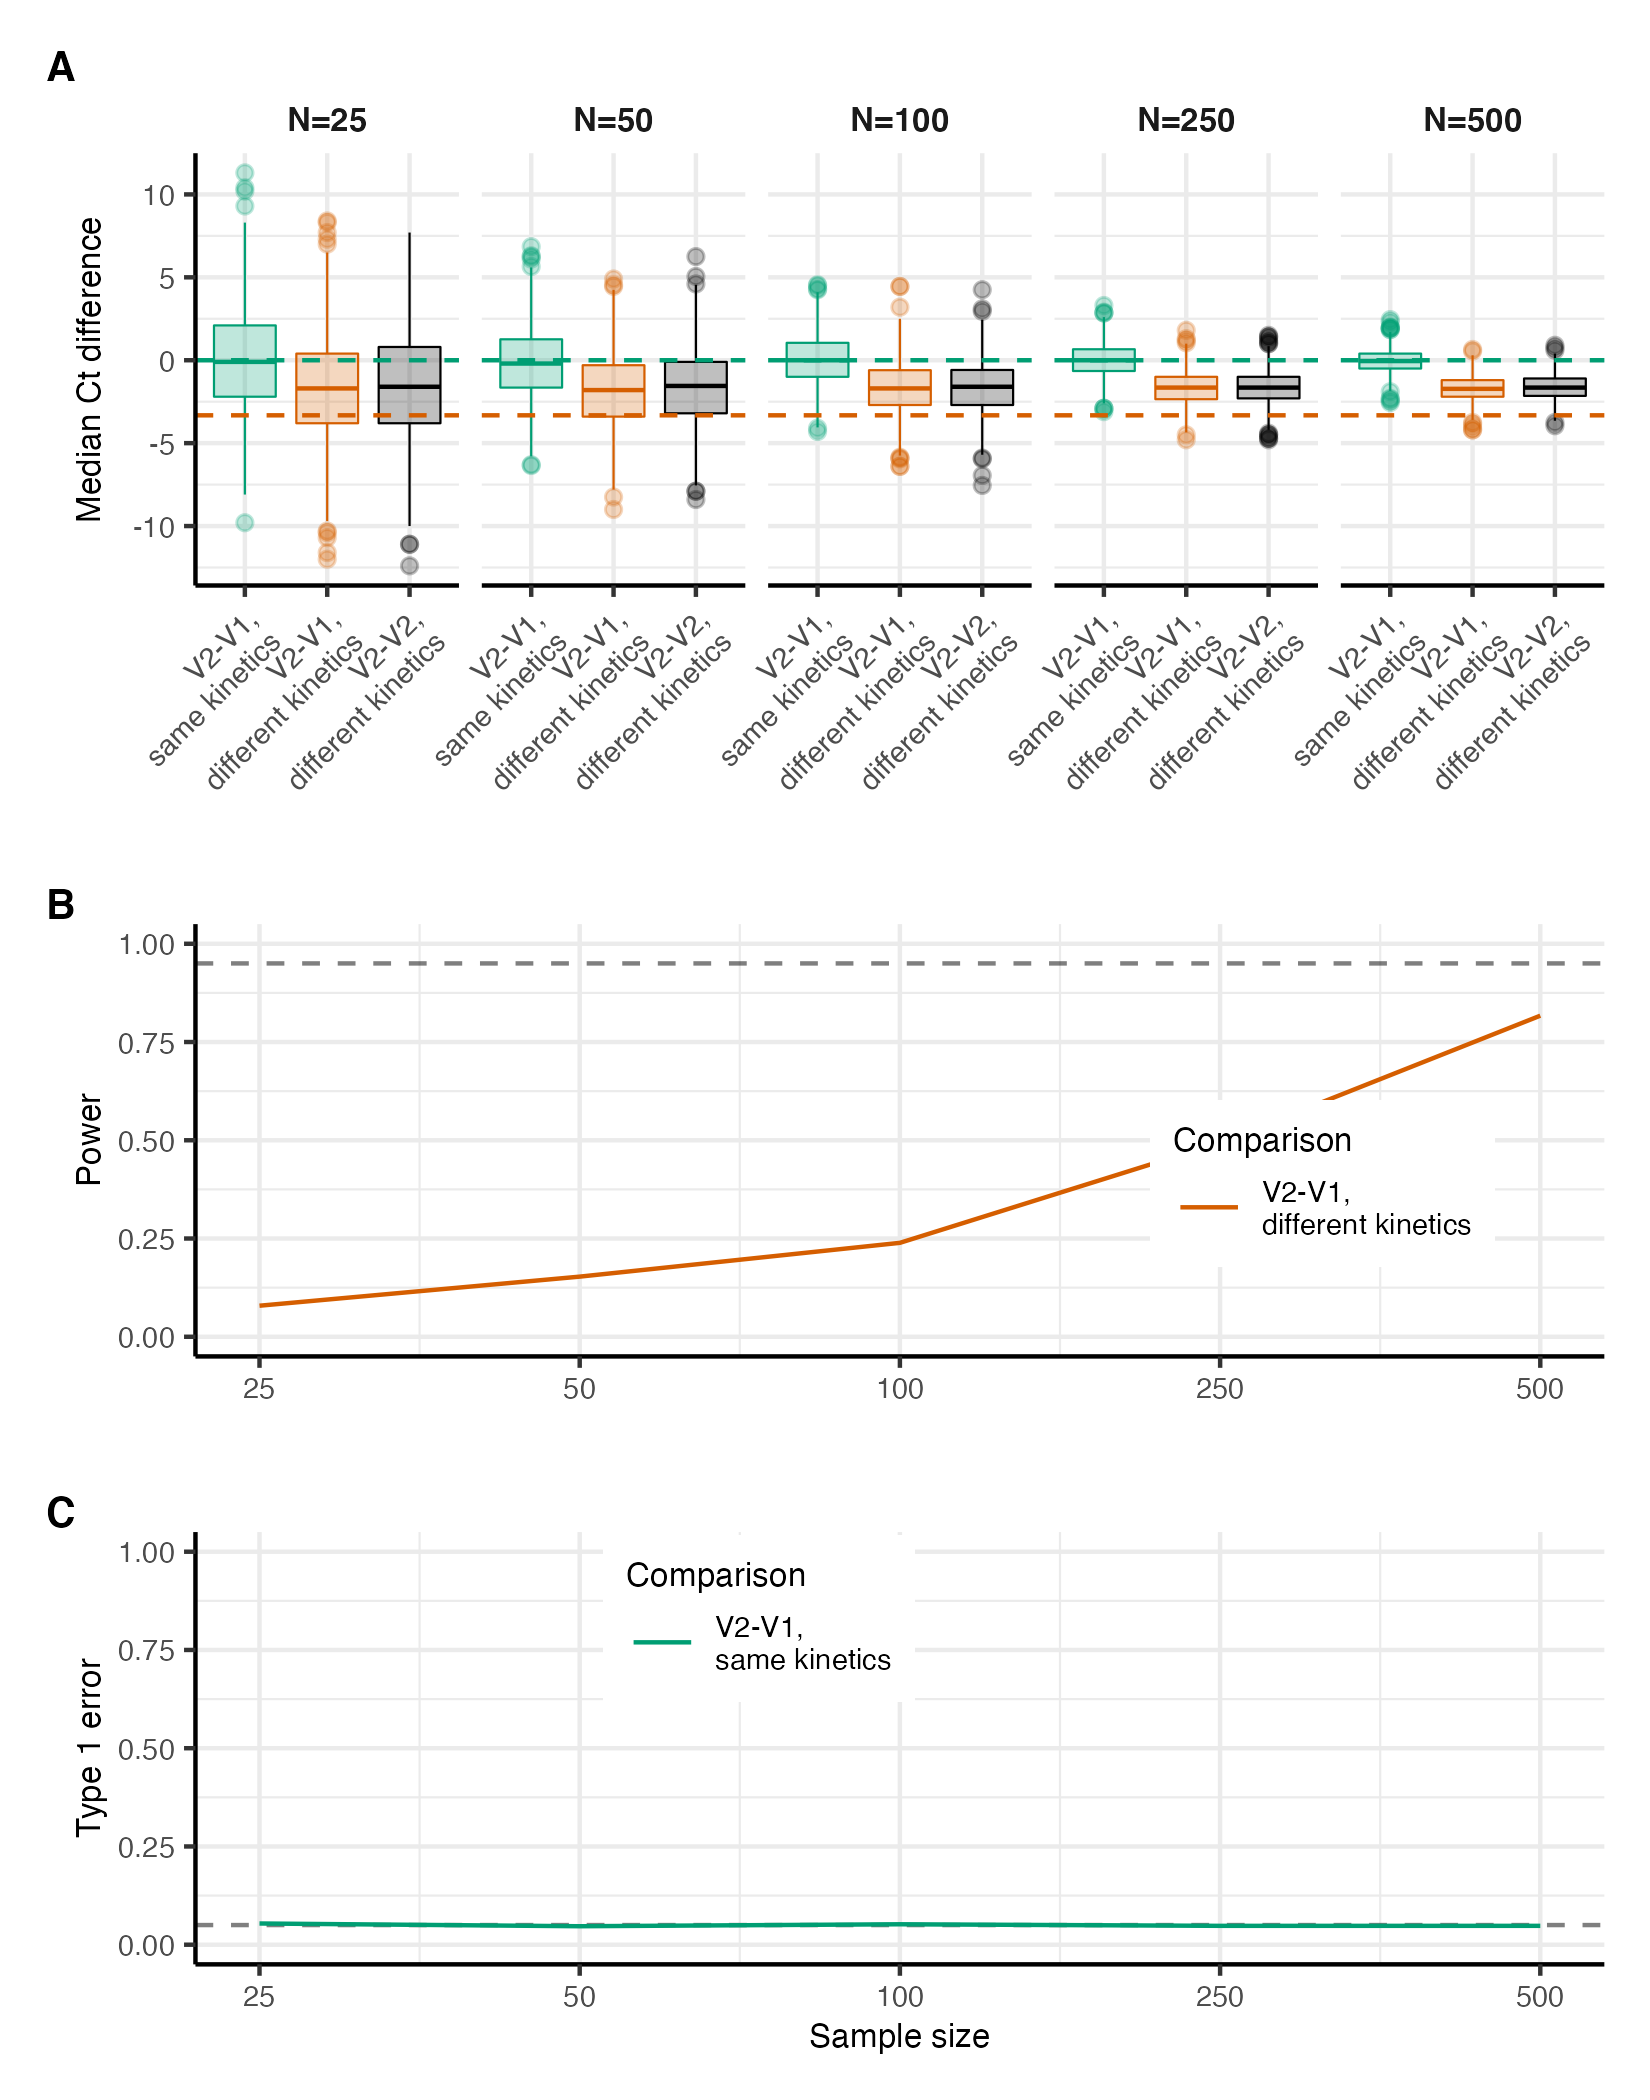 A
N=25
N=50
N=100
N=250
N=500
Median Ct difference
10
5
0
-5
-10
V2-V1,
same kinetics
V2-V1,
different kinetics
V2-V2,
different kinetics
V2-V1,
same kinetics
V2-V1,
different kinetics
V2-V2,
different kinetics
V2-V1,
same kinetics
V2-V1,
different kinetics
V2-V2,
different kinetics
V2-V1,
same kinetics
V2-V1,
different kinetics
V2-V2,
different kinetics
V2-V1,
same kinetics
V2-V1,
different kinetics
V2-V2,
different kinetics
B
Power
1.00
0.75
0.50
0.25
0.00
Comparison
V2-V1,
different kinetics
25
50
100
250
500
C
Type 1 error
1.00
0.75
0.50
0.25
0.00
Comparison
V2-V1,
same kinetics
25
50
100
250
500
Sample size